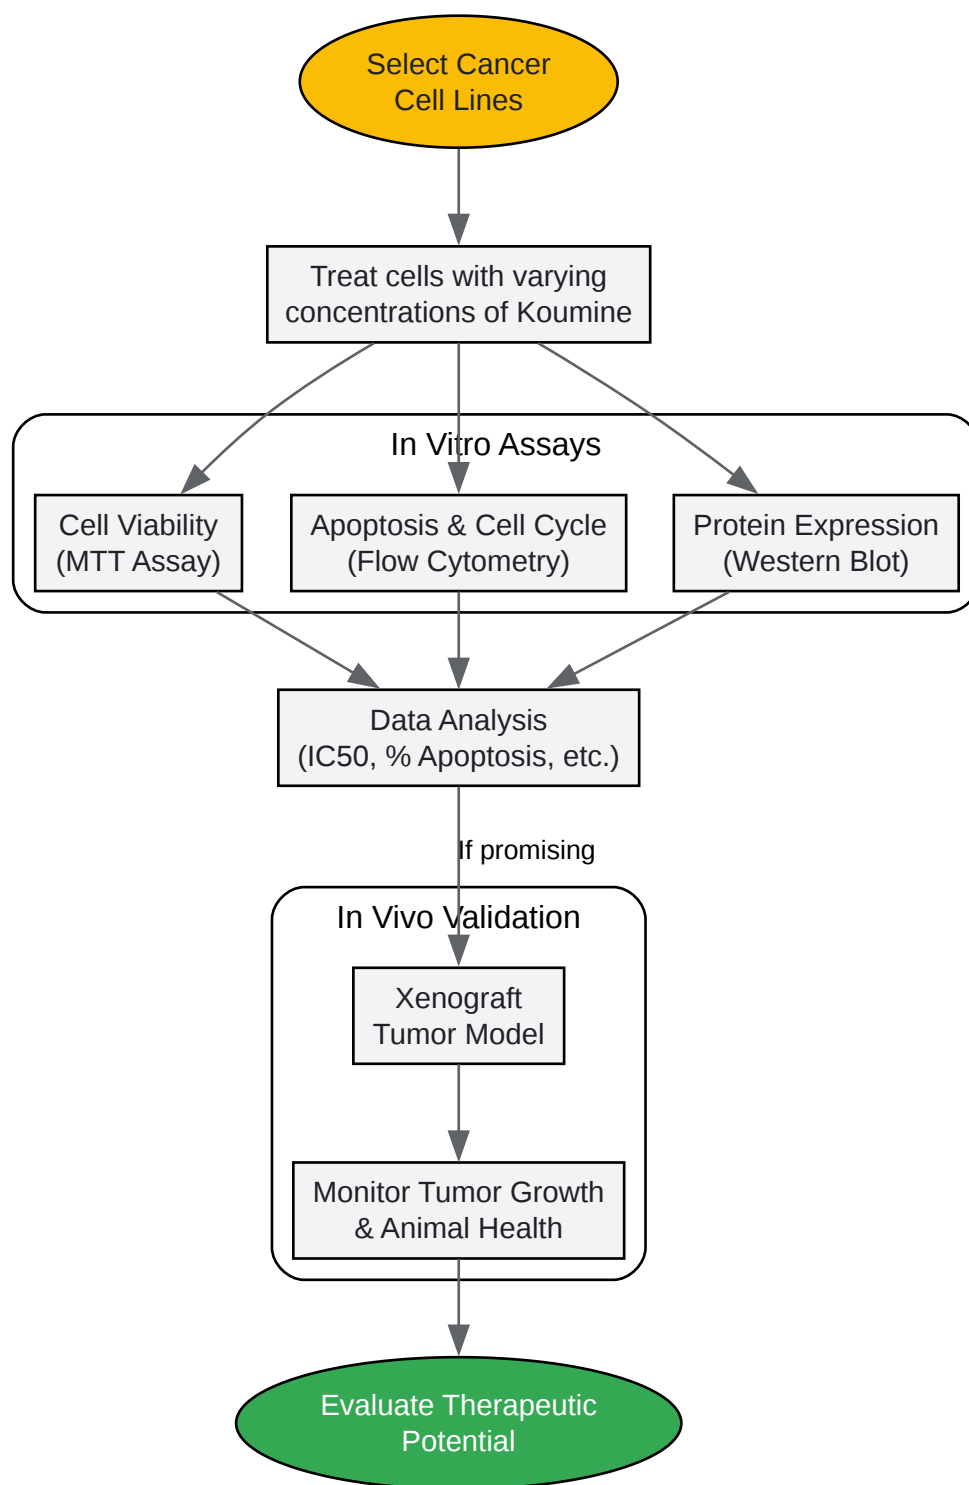 Select Cancer
Cell Lines
Treat cells with varying
concentrations of Koumine
In Vitro Assays
Cell Viability
(MTT Assay)
Apoptosis & Cell Cycle
(Flow Cytometry)
Protein Expression
(Western Blot)
Data Analysis
(IC50, % Apoptosis, etc.)
If promising
In Vivo Validation
Xenograft
Tumor Model
Monitor Tumor Growth
& Animal Health
Evaluate Therapeutic
Potential